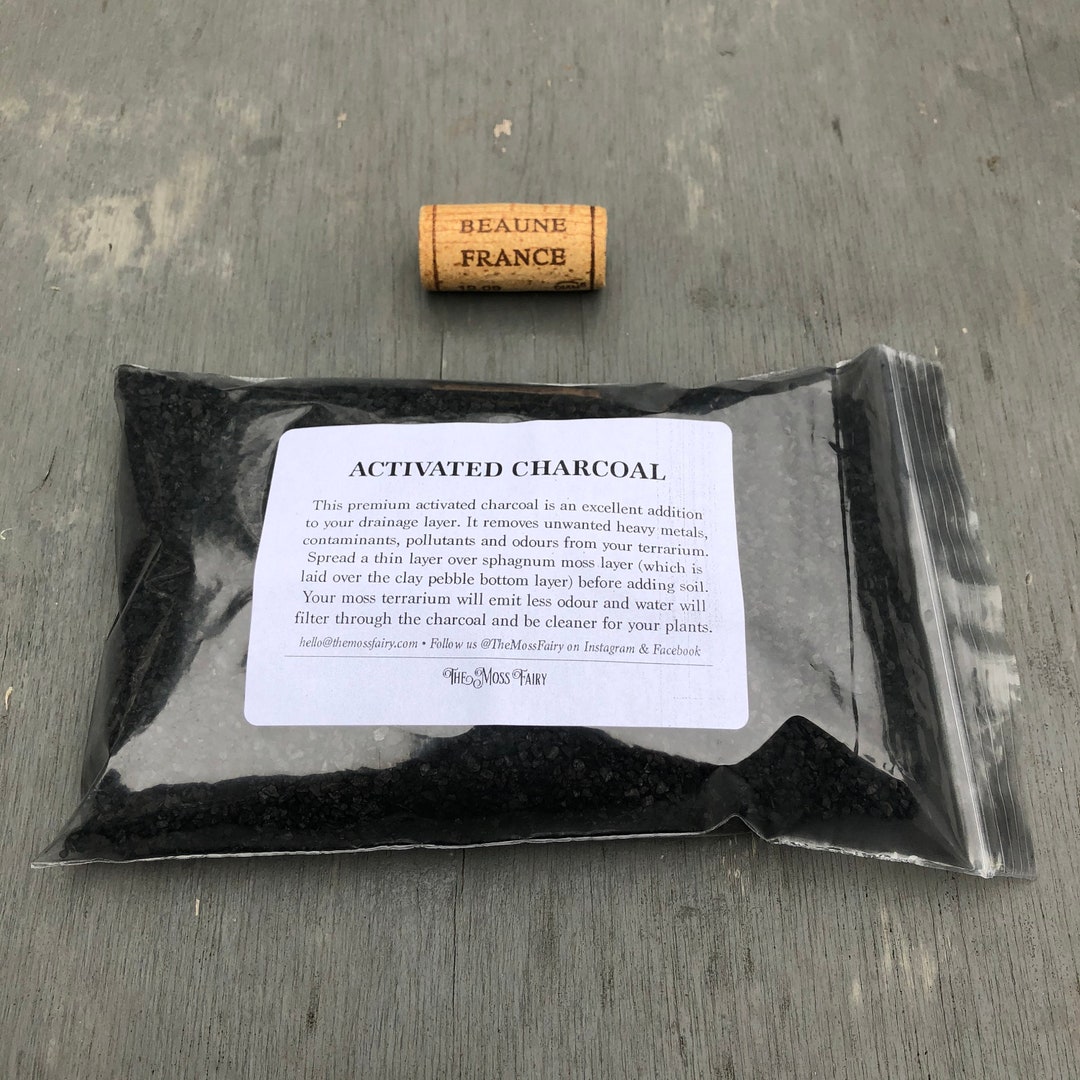 BEAUNE
FRANCE
ACTIVATED CHARCOAL
This premium activated charcoal is an excellent addition
to your drainage layer. It removes unwanted heavy metals,
contaminants, pollutants and odours from your terrarium.
Spread a thin layer over sphagnum moss layer (which is
laid over the clay pebble bottom layer) before adding soil.
Your moss terrarium will emit less odour and water will
filter through the charcoal and be cleaner for your plants.
hello@themossfairy.com • Follow us @TheMossFairy on Instagram & Facebook
THE MOSS FAIRY